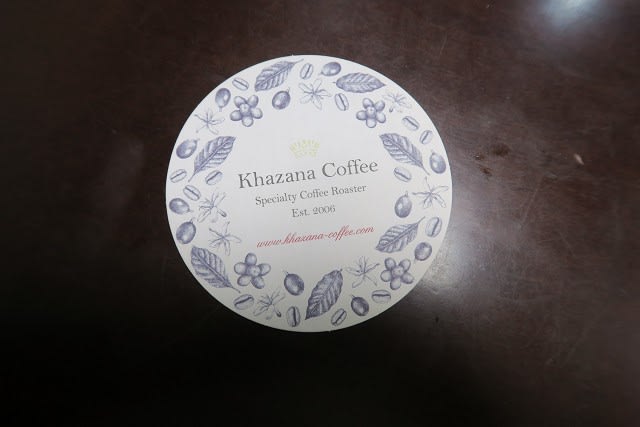 Khazana Coffee
Specialty Coffee Roaster
Est. 2006
www.khazana-coffee.com